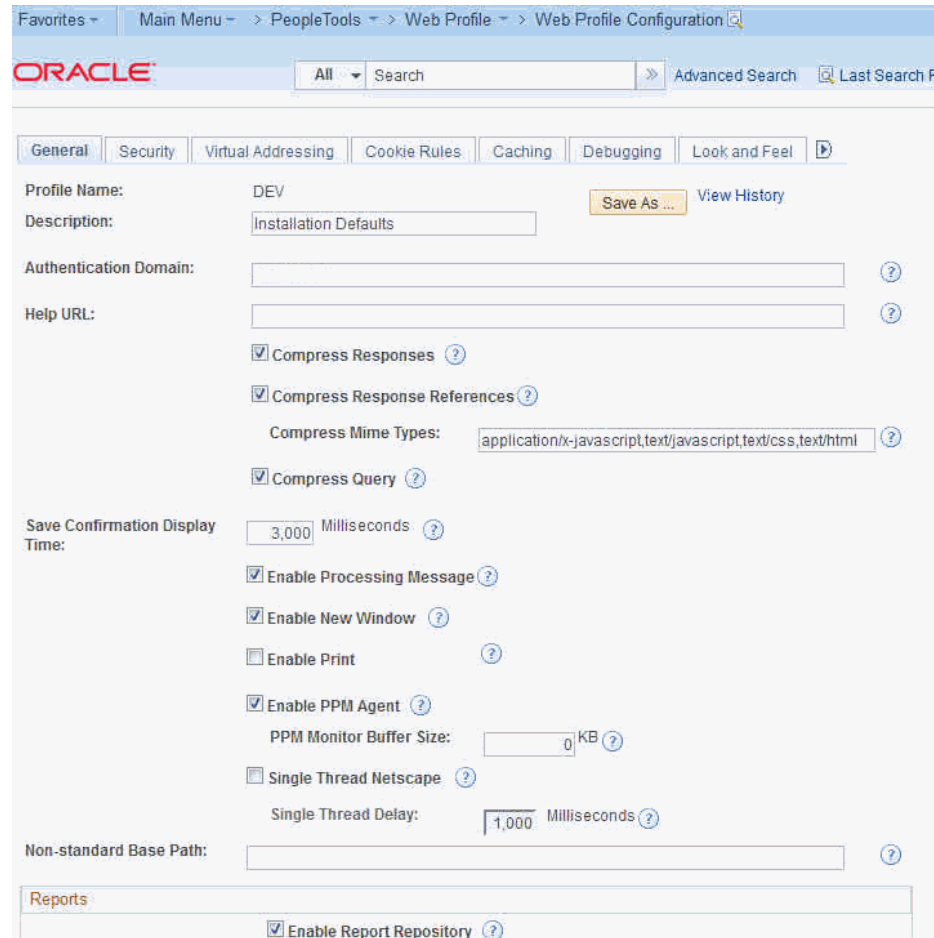 Favorites Main Menu > PeopleTools > Web Profile > Web Profile Configuration
ORACLE All Search » Advanced Search Last Search
General Security Virtual Addressing Cookie Rules Caching Debugging Look and Feel
Profile Name: DEV Save As ... View History
Description: Installation Defaults
Authentication Domain: ?
Help URL: ?
Compress Responses ?
Compress Response References ?
Compress Mime Types: application/x-javascript,text/javascript,text/css,text/html ?
Compress Query ?
Save Confirmation Display
Time: 3,000 Milliseconds ?
Enable Processing Message ?
Enable New Window ?
Enable Print ?
Enable PPM Agent ?
PPM Monitor Buffer Size: 0 KB ?
Single Thread Netscape ?
Single Thread Delay: 1,000 Milliseconds ?
Non-standard Base Path: ?
Reports
Enable Report Repository ?